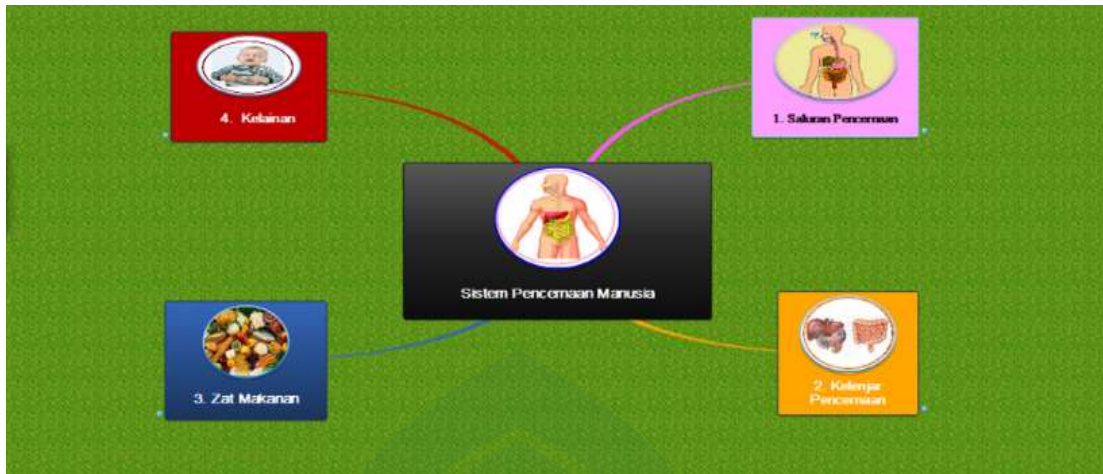 4. Kelainan
1. Saluran Pencernaan
Sistem Pencernaan Manusia
3. Zat Makanan
2. Kelenjar
Pencernaan